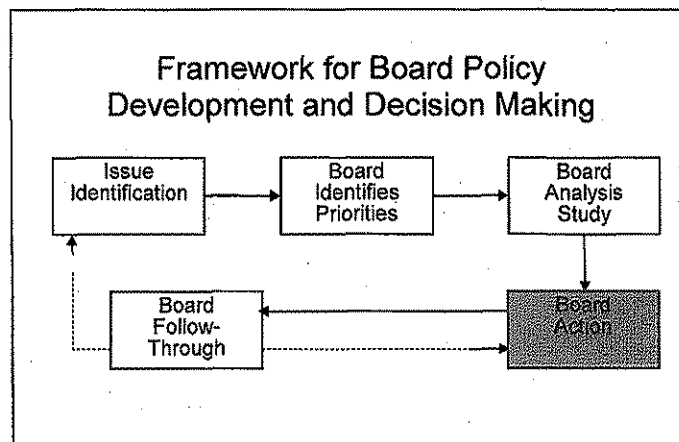 Framework for Board Policy
Development and Decision Making
Issue
Identification
Board
Identifies
Priorities
Board
Analysis
Study
Board
Follow-
Through
Board
Action